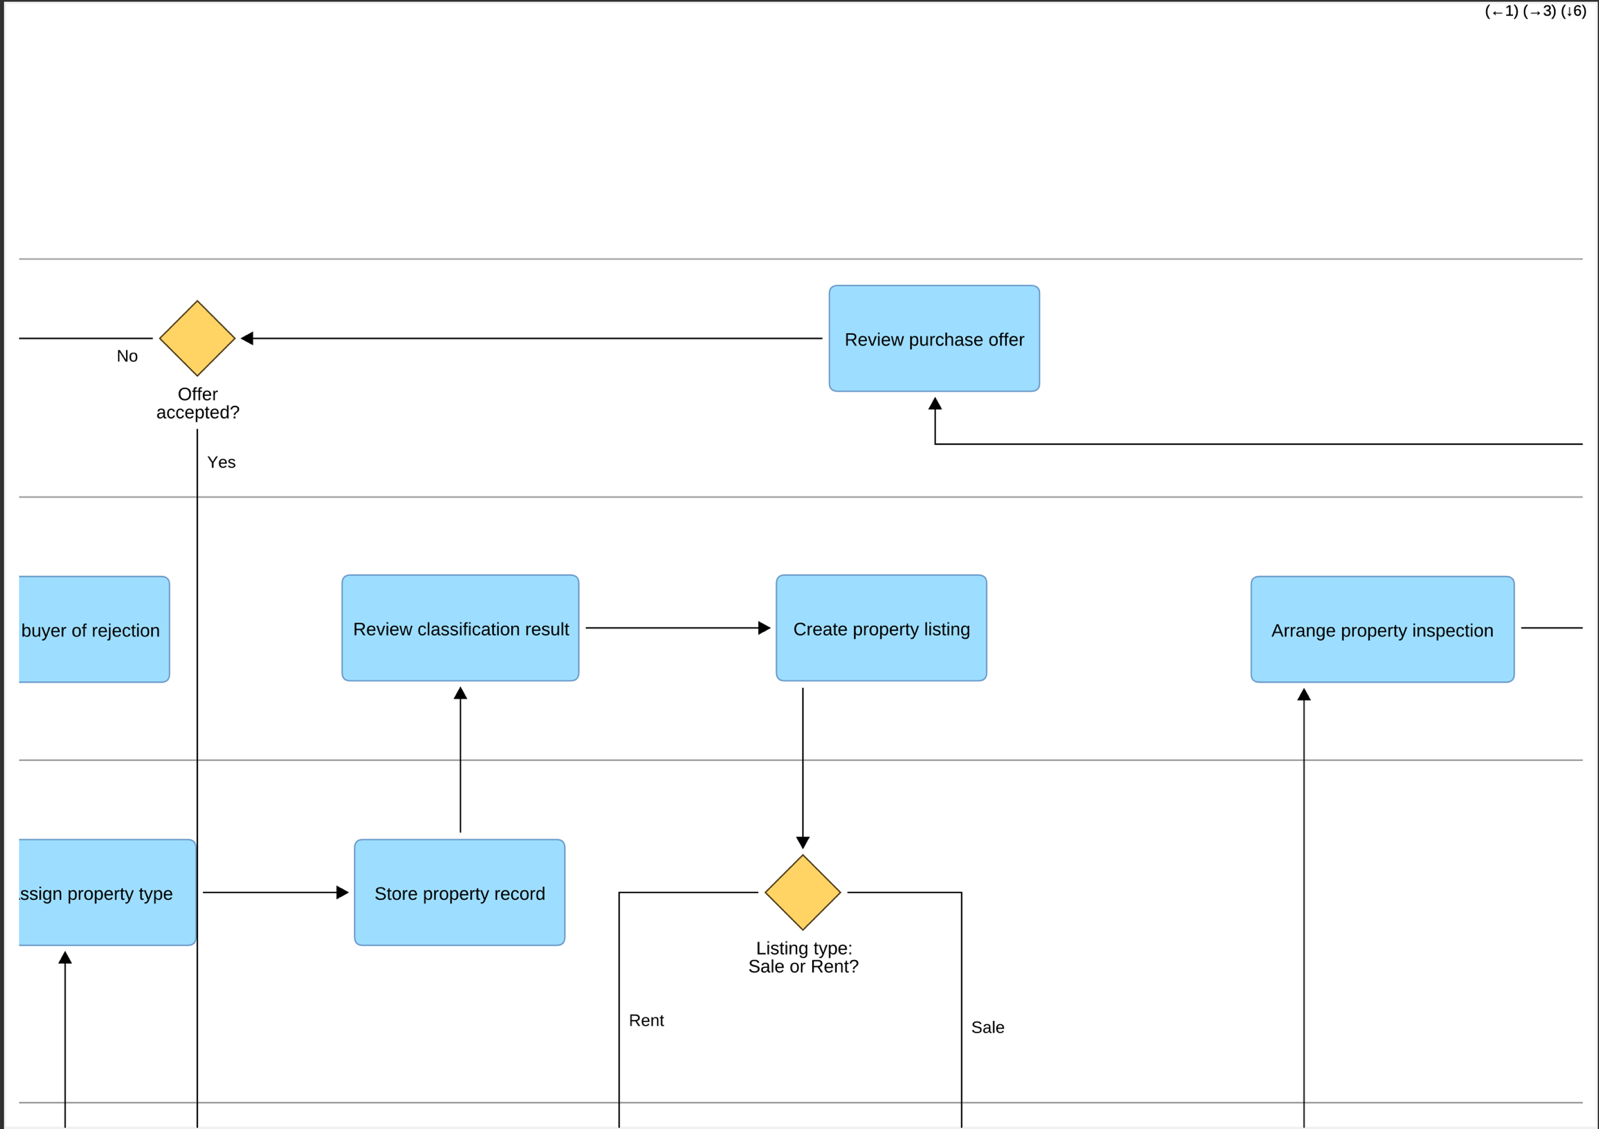 (←1) (→3) (↓6)
Review purchase offer
No
Offer
accepted?
Yes
buyer of rejection
Review classification result
Create property listing
Arrange property inspection
ssign property type
Store property record
Listing type:
Sale or Rent?
Rent
Sale